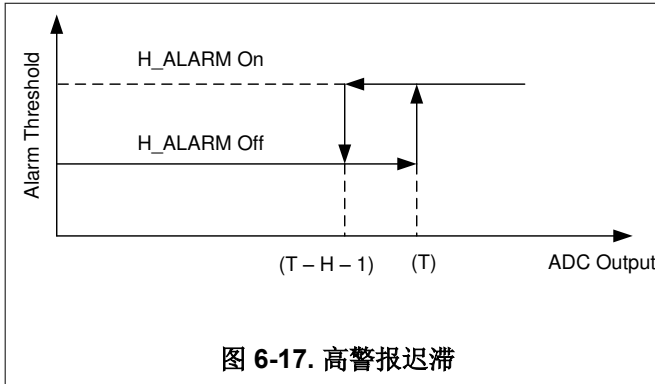 H_ALARM On
Alarm Threshold
H_ALARM Off
(T – H – 1)
(T)
ADC Output
图 6-17. 高警报迟滞